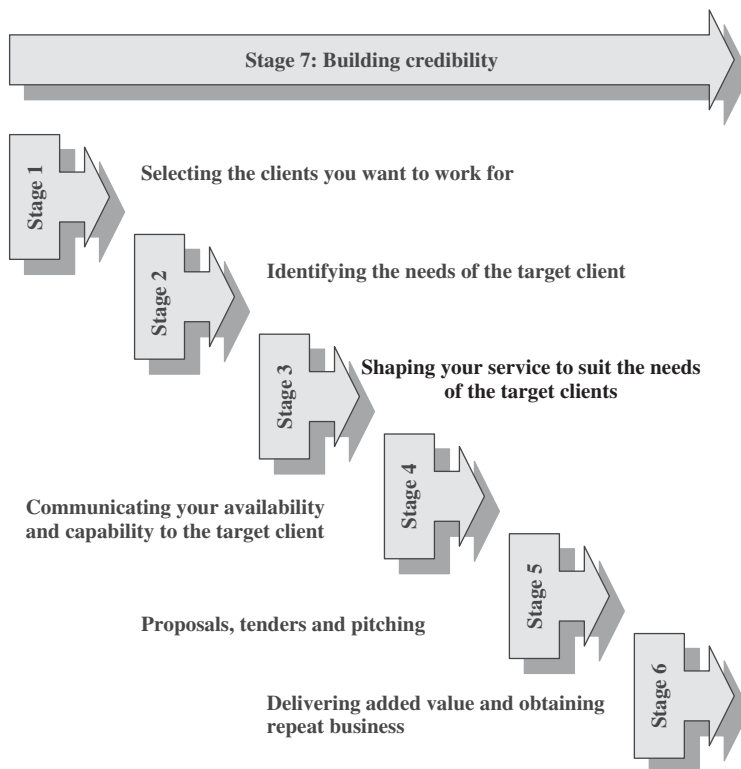 Stage 7: Building credibility
Stage 1
Selecting the clients you want to work for
Stage 2
Identifying the needs of the target client
Stage 3
Shaping your service to suit the needs
of the target clients
Stage 4
Communicating your availability
and capability to the target client
Stage 5
Proposals, tenders and pitching
Stage 6
Delivering added value and obtaining
repeat business